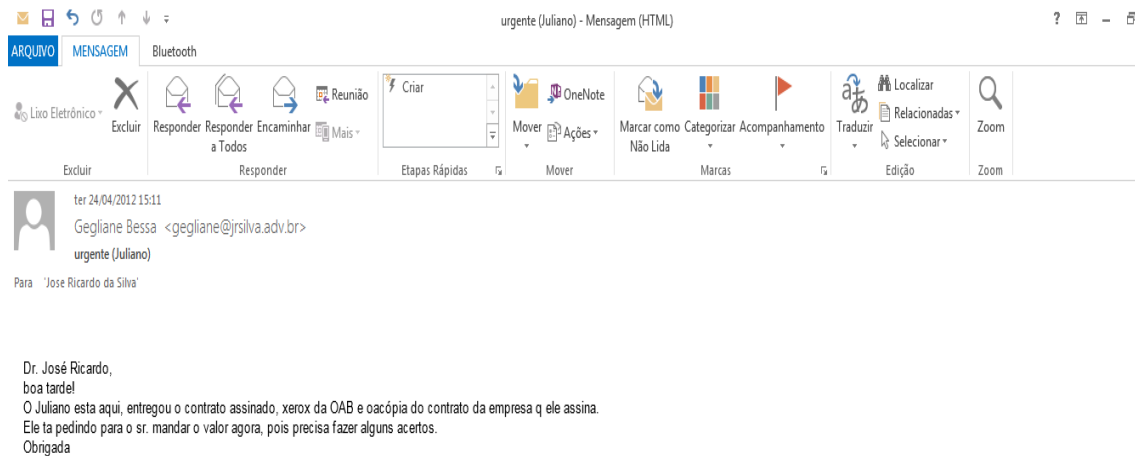 urgente (Juliano) - Mensagem (HTML)
?
ARQUIVO MENSAGEM Bluetooth
Lixo Eletrônico
Excluir
Responder
Responder a Todos
Encaminhar
Reunião
Mais
Criar
Mover
OneNote
Ações
Marcar como Não Lida
Categorizar
Acompanhamento
Traduzir
Localizar
Relacionadas
Selecionar
Zoom
Excluir Responder Etapas Rápidas Mover Marcas Edição Zoom
ter 24/04/2012 15:11
Gegliane Bessa <gegliane@jrsilva.adv.br>
urgente (Juliano)
Para 'Jose Ricardo da Silva'
Dr. José Ricardo,
boa tarde!
O Juliano esta aqui, entregou o contrato assinado, xerox da OAB e oacópia do contrato da empresa q ele assina.
Ele ta pedindo para o sr. mandar o valor agora, pois precisa fazer alguns acertos.
Obrigada